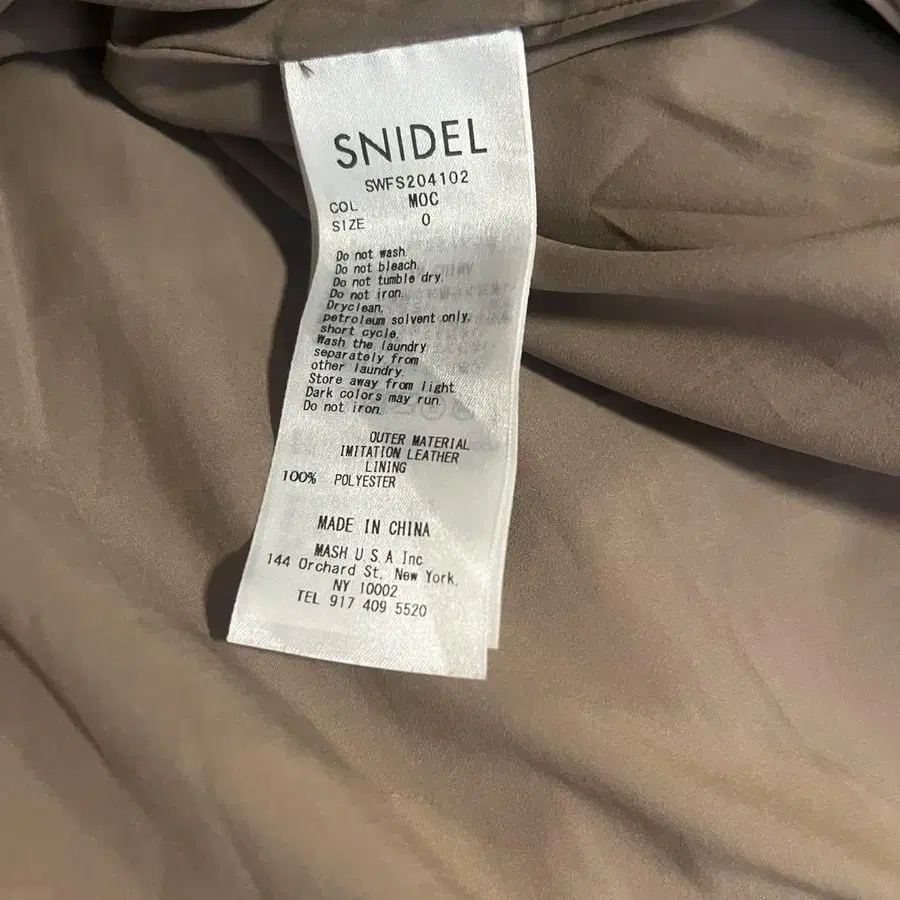 SNIDEL
SWFS204102
COL MOC
SIZE 0
Do not wash.
Do not bleach.
Do not tumble dry.
Do not iron.
Dryclean,
petroleum solvent only,
short cycle.
Wash the laundry
separately from
other laundry.
Store away from light.
Dark colors may run.
Do not iron.
OUTER MATERIAL
IMITATION LEATHER
LINING
100% POLYESTER
MADE IN CHINA
MASH U.S.A Inc
144 Orchard St, New York,
NY 10002
TEL 917 409 5520